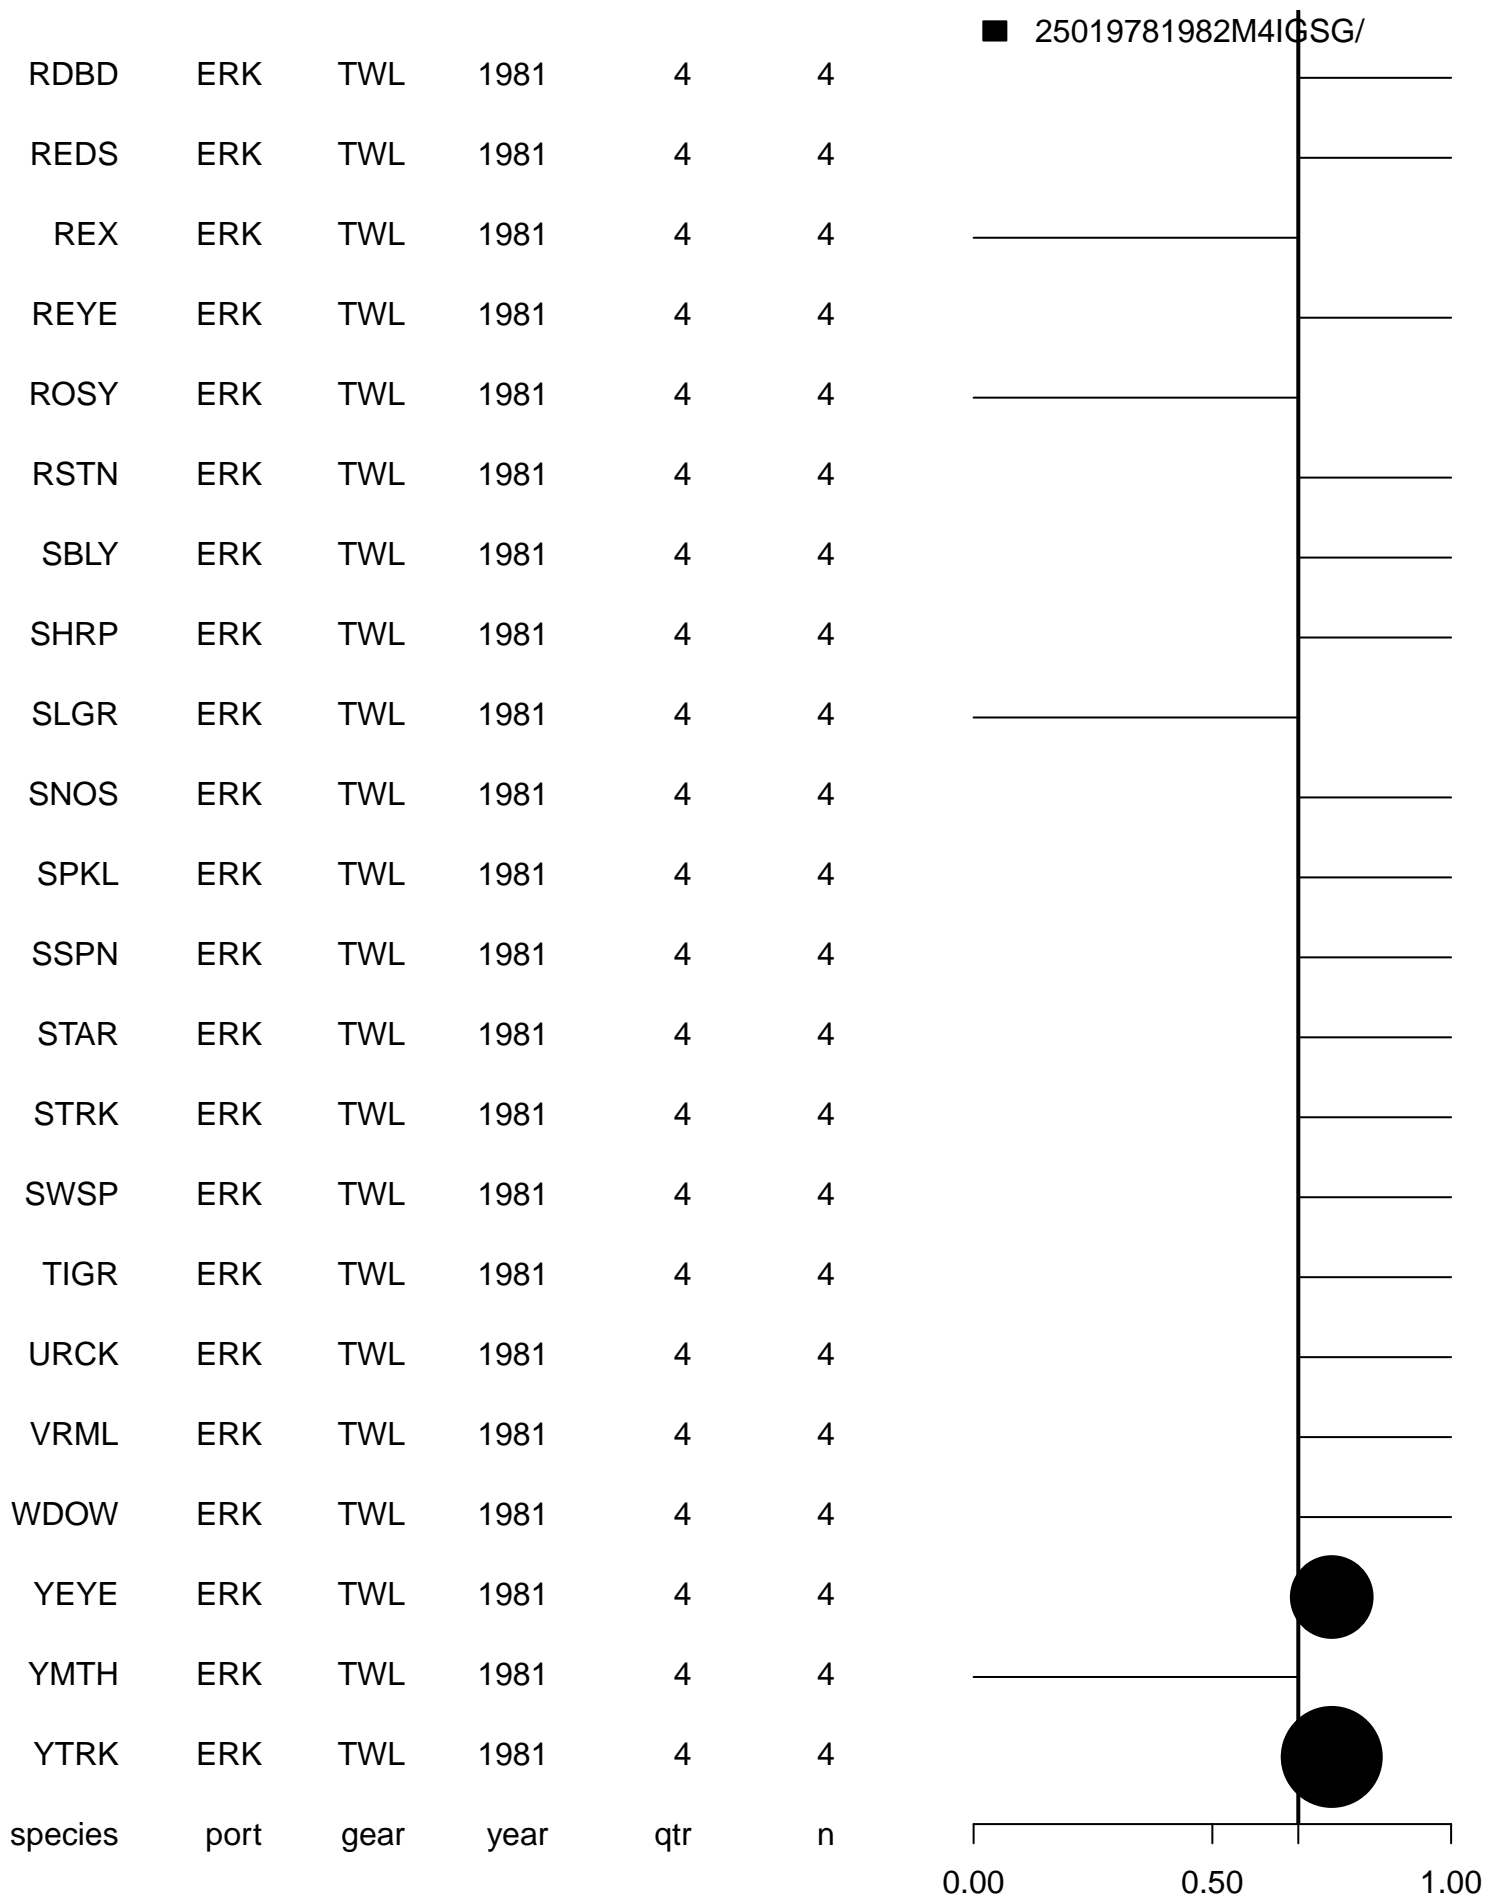 25019781982M4IGSG/
RDBD ERK TWL 1981 4 4
REDS ERK TWL 1981 4 4
REX ERK TWL 1981 4 4
REYE ERK TWL 1981 4 4
ROSY ERK TWL 1981 4 4
RSTN ERK TWL 1981 4 4
SBLY ERK TWL 1981 4 4
SHRP ERK TWL 1981 4 4
SLGR ERK TWL 1981 4 4
SNOS ERK TWL 1981 4 4
SPKL ERK TWL 1981 4 4
SSPN ERK TWL 1981 4 4
STAR ERK TWL 1981 4 4
STRK ERK TWL 1981 4 4
SWSP ERK TWL 1981 4 4
TIGR ERK TWL 1981 4 4
URCK ERK TWL 1981 4 4
VRML ERK TWL 1981 4 4
WDOW ERK TWL 1981 4 4
YEYE ERK TWL 1981 4 4
YMTH ERK TWL 1981 4 4
YTRK ERK TWL 1981 4 4
species port gear year qtr n
0.00 0.50 1.00